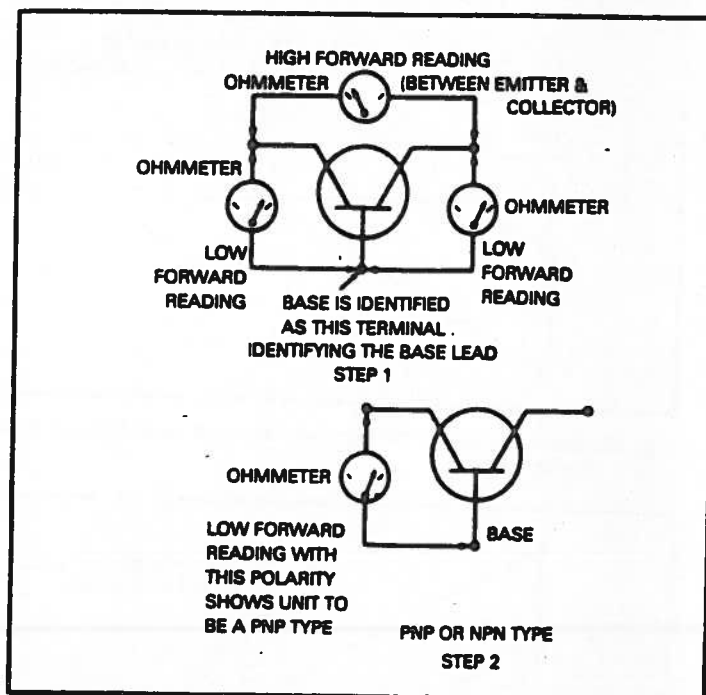 HIGH FORWARD READING
OHMMETER
(BETWEEN EMITTER &
COLLECTOR)
OHMMETER
OHMMETER
LOW
FORWARD
READING
LOW
FORWARD
READING
BASE IS IDENTIFIED
AS THIS TERMINAL.
IDENTIFYING THE BASE LEAD
STEP 1
OHMMETER
BASE
LOW FORWARD
READING WITH
THIS POLARITY
SHOWS UNIT TO
BE A PNP TYPE
PNP OR NPN TYPE
STEP 2